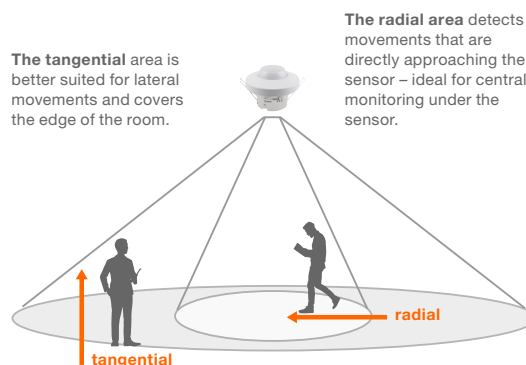 The tangential area is
better suited for lateral
movements and covers
the edge of the room.
The radial area detects
movements that are
directly approaching the
sensor – ideal for central
monitoring under the
sensor.
radial
tangential